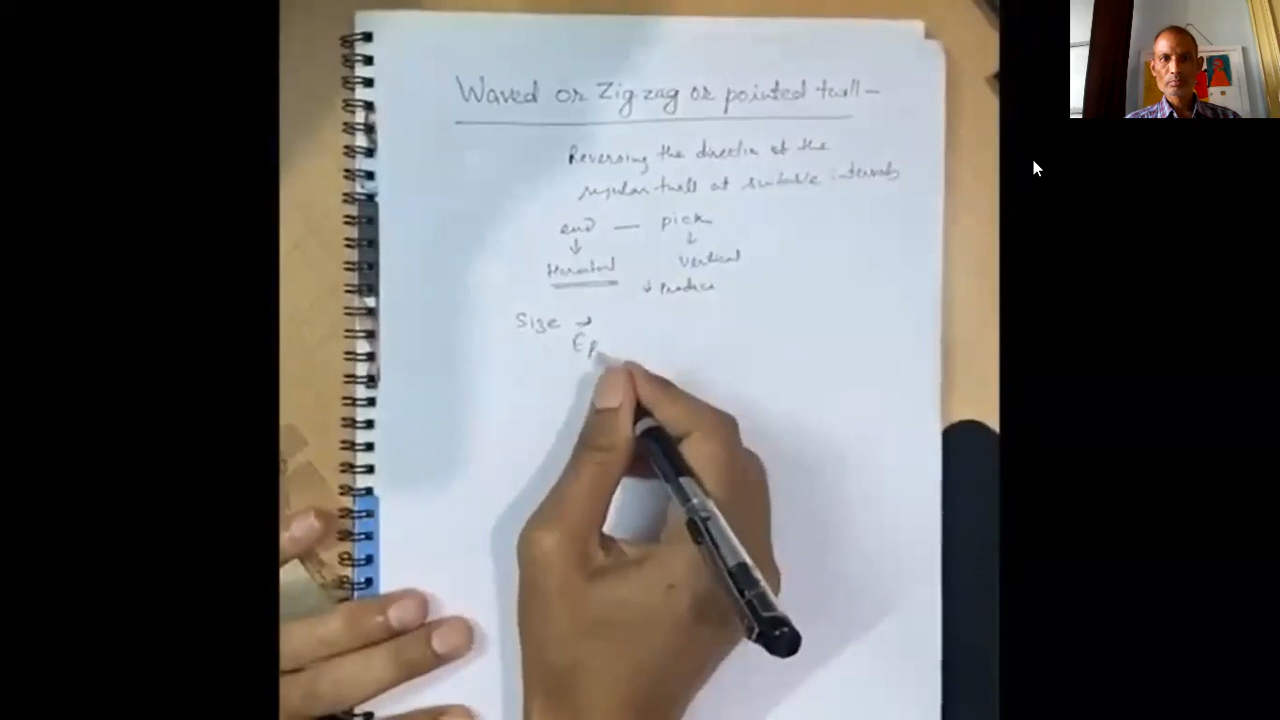 Waved or Zig zag or pointed twill -
Reversing the direction of the
regular twill at suitable intervals
end — pick
↓ ↓
Horizontal Vertical
↓ Produce
Size →
Ep